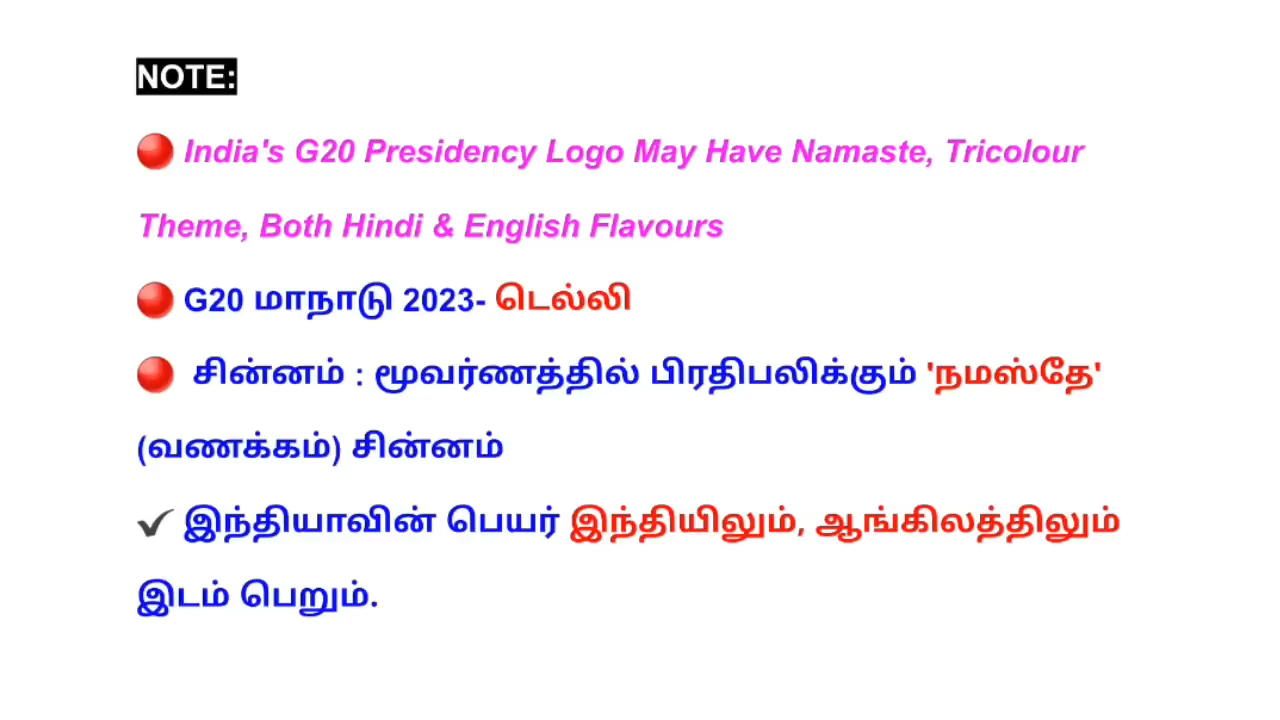 NOTE:
India's G20 Presidency Logo May Have Namaste, Tricolour
Theme, Both Hindi & English Flavours
G20 மாநாடு 2023- டெல்லி
சின்னம் : மூவர்ணத்தில் பிரதிபலிக்கும் 'நமஸ்தே'
(வணக்கம்) சின்னம்
✔ இந்தியாவின் பெயர் இந்தியிலும், ஆங்கிலத்திலும்
இடம் பெறும்.